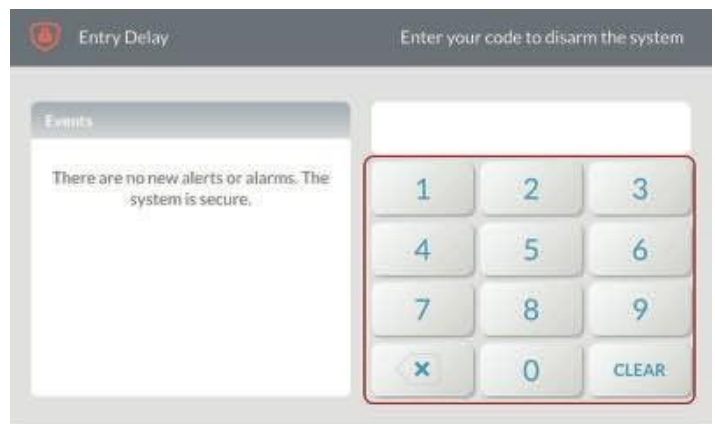 Entry Delay
Enter your code to disarm the system
Events
There are no new alerts or alarms. The
system is secure.
1 2 3
4 5 6
7 8 9
0 CLEAR